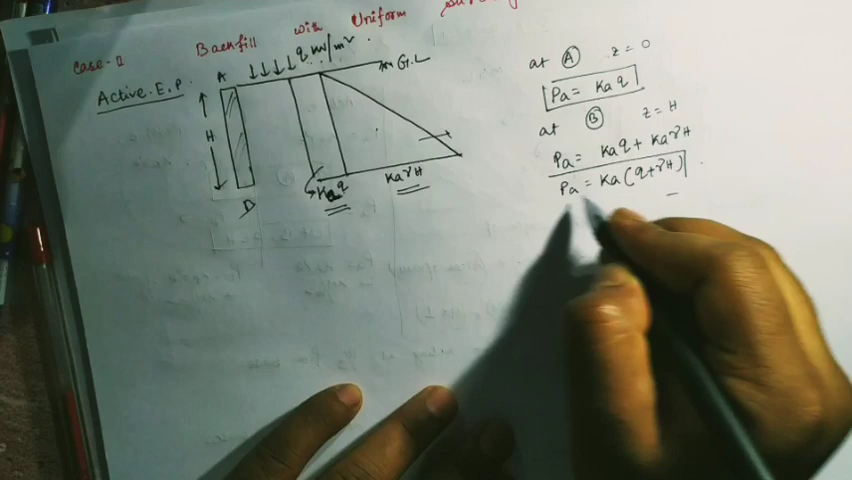 Case-II Backfill with Uniform
Active.E.P.
q kN/m²
G.L
A
H
B
Kaq
KaγH
at A z=0
Pa = Kaq
at B z=H
Pa = Kaq + KaγH
Pa = Ka(q+γH)